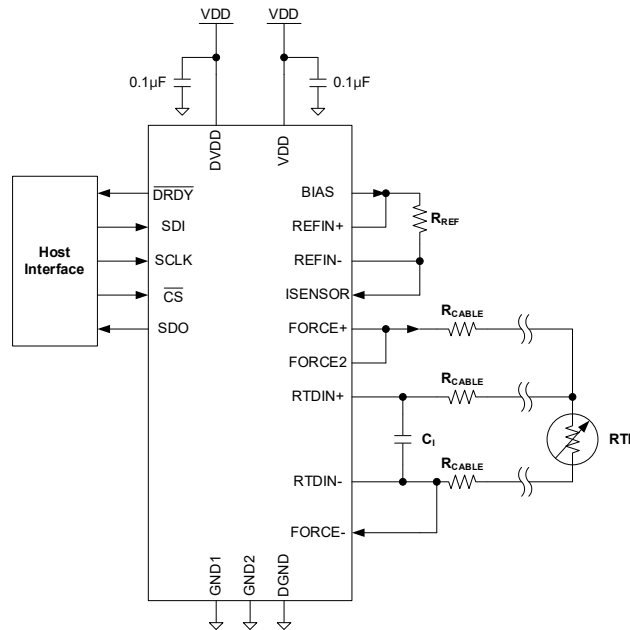 VDD
VDD
0.1µF
0.1µF
DVDD
VDD
Host
Interface
DRDY
SDI
SCLK
CS
SDO
BIAS
REFIN+
REFIN-
ISENSOR
FORCE+
FORCE2
RTDIN+
RTDIN-
FORCE-
RREF
RCABLE
RCABLE
CI
RCABLE
RT
GND1
GND2
DGND